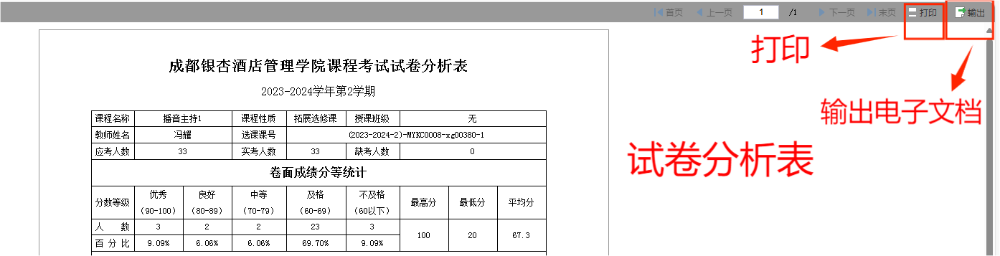 首页 上一页 1 /1 下一页 末页 打印 输出
打印
输出电子文档
试卷分析表
成都银杏酒店管理学院课程考试试卷分析表
2023-2024学年第2学期
课程名称 播音主持1 课程性质 拓展选修课 授课班级 无
教师姓名 冯耀 选课课号 (2023-2024-2)-MYKC0008-xg00380-1
应考人数 33 实考人数 33 缺考人数 0
卷面成绩分等统计
分数等级 优秀 (90-100) 良好 (80-89) 中等 (70-79) 及格 (60-69) 不及格 (60以下) 最高分 最低分 平均分
人 数 3 2 2 23 3 100 20 67.3
百分比 9.09% 6.06% 6.06% 69.70% 9.09%